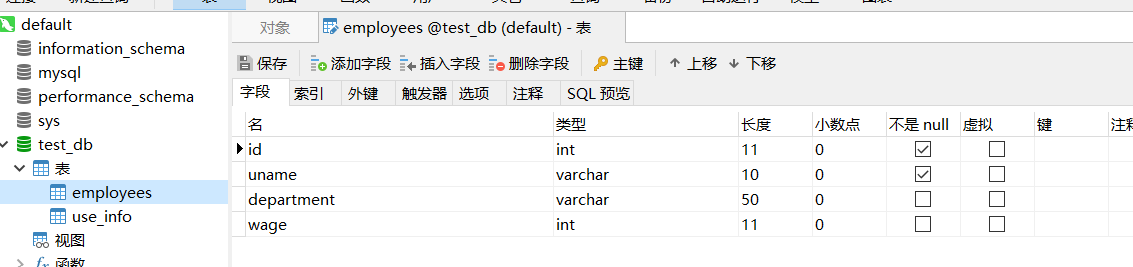 default
information_schema
mysql
performance_schema
sys
test_db
表
employees
use_info
视图
fx 函数
对象
employees @test_db (default) - 表
保存 添加字段 插入字段 删除字段 主键 ↑ 上移 ↓ 下移
字段 索引 外键 触发器 选项 注释 SQL 预览
名 类型 长度 小数点 不是 null 虚拟 键 注释
id int 11 0
uname varchar 10 0
department varchar 50 0
wage int 11 0